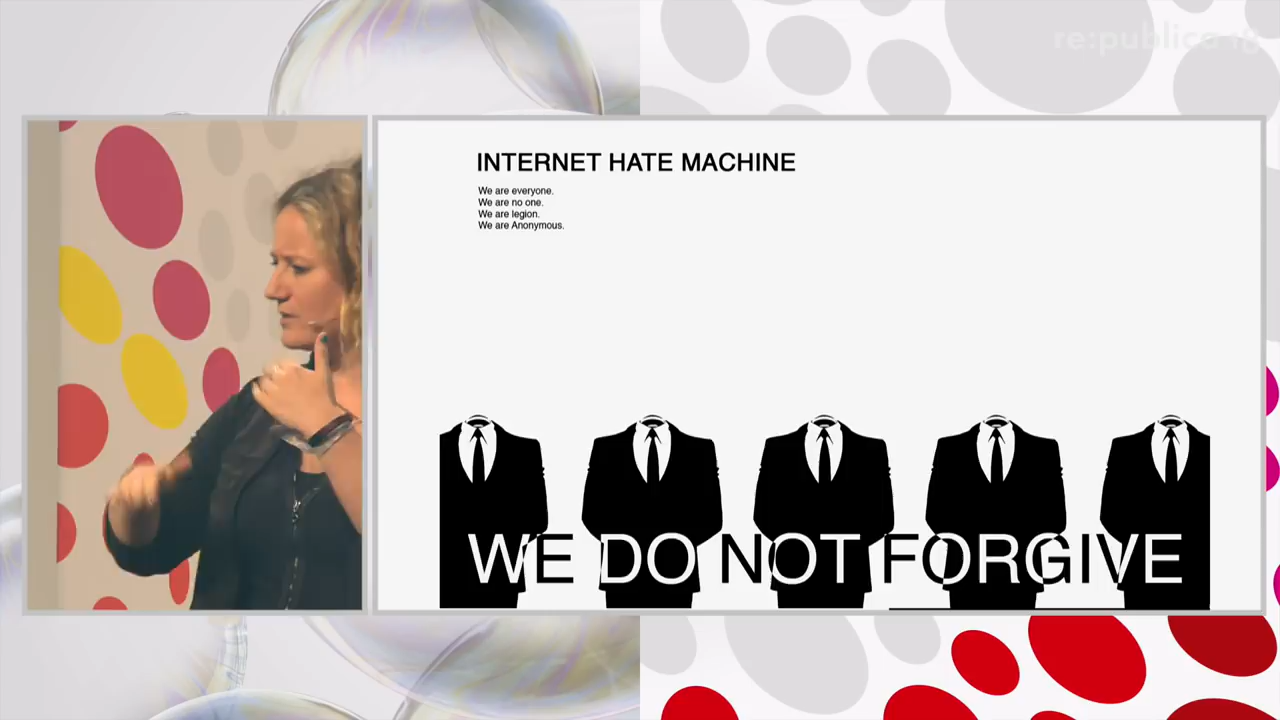 re:publica 18
INTERNET HATE MACHINE
We are everyone.
We are no one.
We are legion.
We are Anonymous.
WE DO NOT FORGIVE